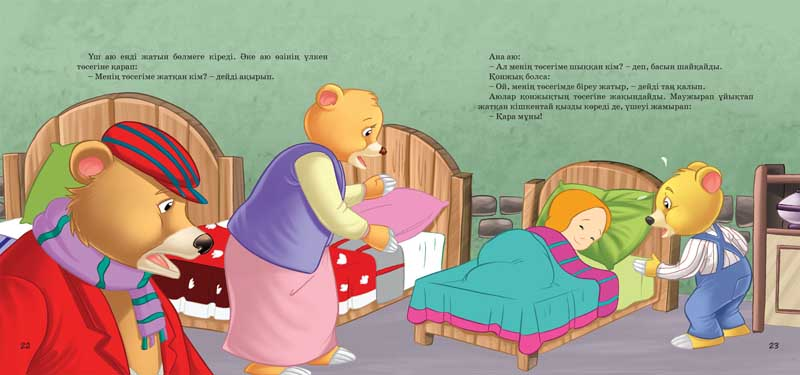 Үш аю енді жатын бөлмеге кіреді. Әке аю өзінің үлкен
төсегіне қарап:
– Менің төсегіме жатқан кім? – дейді ақырып.
Ана аю:
– Ал менің төсегіме шыққан кім? – деп, басын шайқайды.
Қонжық болса:
– Ой, менің төсегімде біреу жатыр, – дейді таң қалып.
Аюлар қонжықтың төсегіне жақындайды. Маужырап ұйықтап
жатқан кішкентай қызды көреді де, үшеуі жамырап:
– Қара мұны!
22
23